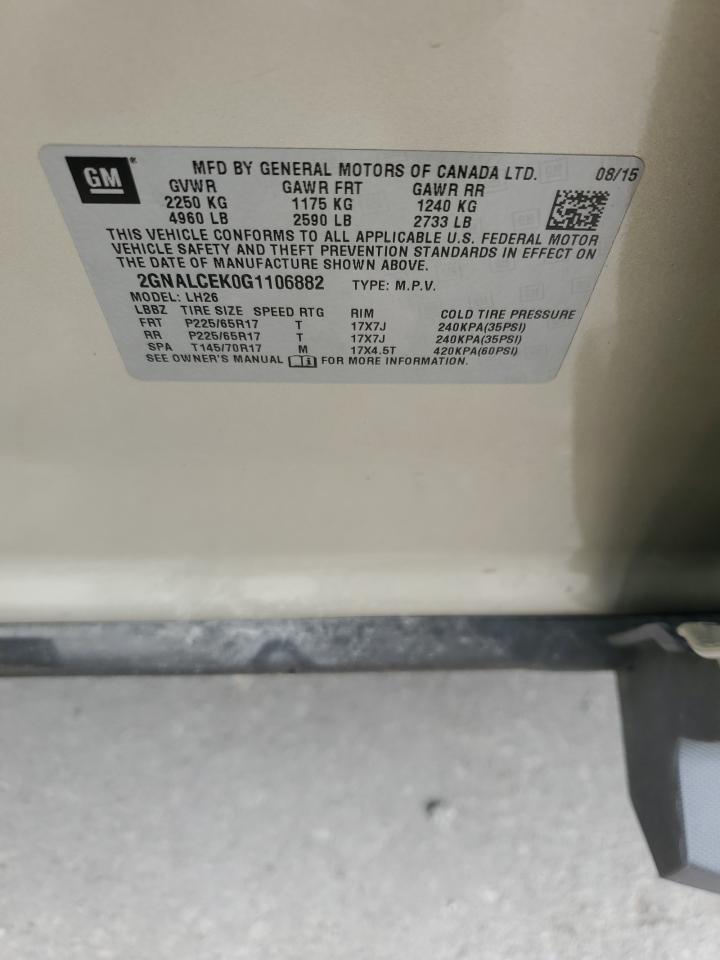 GM
MFD BY GENERAL MOTORS OF CANADA LTD. 08/15
GVWR GAWR FRT GAWR RR
2250 KG 1175 KG 1240 KG
4960 LB 2590 LB 2733 LB
THIS VEHICLE CONFORMS TO ALL APPLICABLE U.S. FEDERAL MOTOR
VEHICLE SAFETY AND THEFT PREVENTION STANDARDS IN EFFECT ON
THE DATE OF MANUFACTURE SHOWN ABOVE.
2GNALCEK0G1106882 TYPE: M.P.V.
MODEL: LH26
LBBZ TIRE SIZE SPEED RTG RIM COLD TIRE PRESSURE
FRT P225/65R17 T 17X7J 240KPA(35PSI)
RR P225/65R17 T 17X7J 240KPA(35PSI)
SPA T145/70R17 M 17X4.5T 420KPA(60PSI)
SEE OWNER'S MANUAL i FOR MORE INFORMATION.